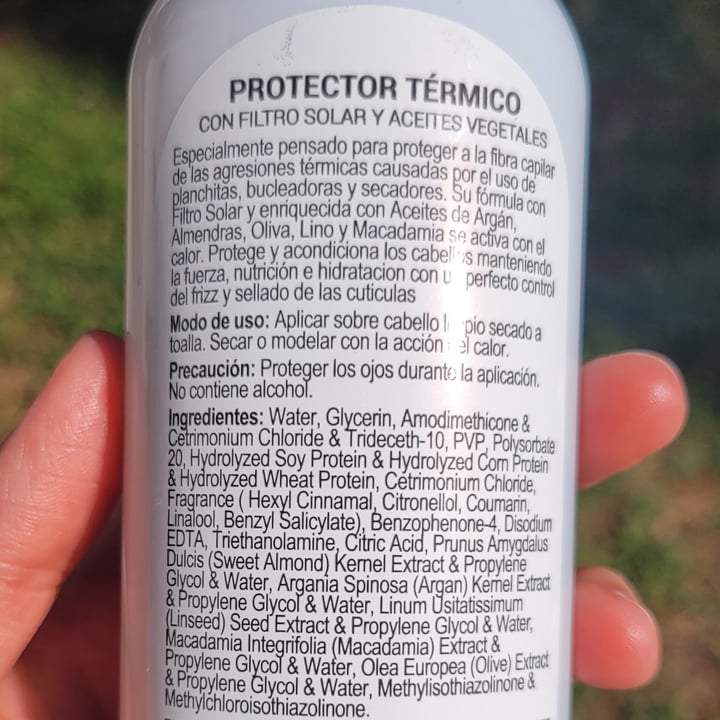 PROTECTOR TÉRMICO
CON FILTRO SOLAR Y ACEITES VEGETALES
Especialmente pensado para proteger a la fibra capilar
de las agresiones térmicas causadas por el uso de
planchitas, bucleadoras y secadores. Su fórmula con
Filtro Solar y enriquecida con Aceites de Argán,
Almendras, Oliva, Lino y Macadamia se activa con el
calor. Protege y acondiciona los cabellos manteniendo
la fuerza, nutrición e hidratacion con u perfecto control
del frizz y sellado de las cuticulas
Modo de uso: Aplicar sobre cabello l pio secado a
toalla. Secar o modelar con la acción el calor.
Precaución: Proteger los ojos durante la aplicación.
No contiene alcohol.
Ingredientes: Water, Glycerin, Amodimethicone &
Cetrimonium Chloride & Trideceth-10, PVP, Polysorbate
20, Hydrolyzed Soy Protein & Hydrolyzed Corn Protein
& Hydrolyzed Wheat Protein, Cetrimonium Chloride,
Fragrance ( Hexyl Cinnamal, Citronellol, Coumarin,
Linalool, Benzyl Salicylate), Benzophenone-4, Disodium
EDTA, Triethanolamine, Citric Acid, Prunus Amygdalus
Dulcis (Sweet Almond) Kernel Extract & Propylene
Glycol & Water, Argania Spinosa (Argan) Kernel Extract
& Propylene Glycol & Water, Linum Usitatissimum
(Linseed) Seed Extract & Propylene Glycol & Water,
Macadamia Integrifolia (Macadamia) Extract &
Propylene Glycol & Water, Olea Europea (Olive) Extract
& Propylene Glycol & Water, Methylisothiazolinone &
Methylchloroisothiazolinone.